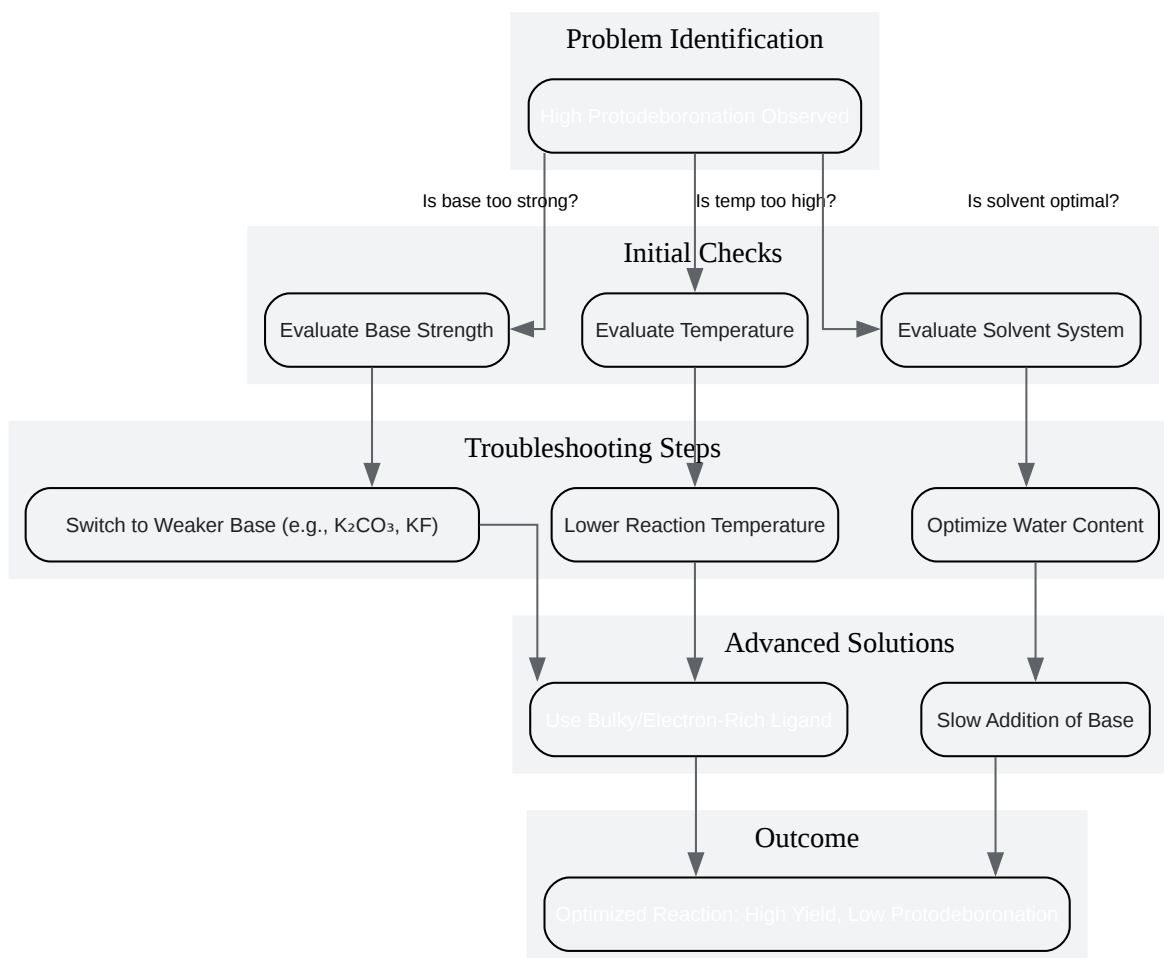 Problem Identification
High Protodeboronation Observed
Is base too strong?
Is temp too high?
Is solvent optimal?
Initial Checks
Evaluate Base Strength
Evaluate Temperature
Evaluate Solvent System
Troubleshooting Steps
Switch to Weaker Base (e.g., K₂CO₃, KF)
Lower Reaction Temperature
Optimize Water Content
Advanced Solutions
Use Bulky/Electron-Rich Ligand
Slow Addition of Base
Outcome
Optimized Reaction: High Yield, Low Protodeboronation